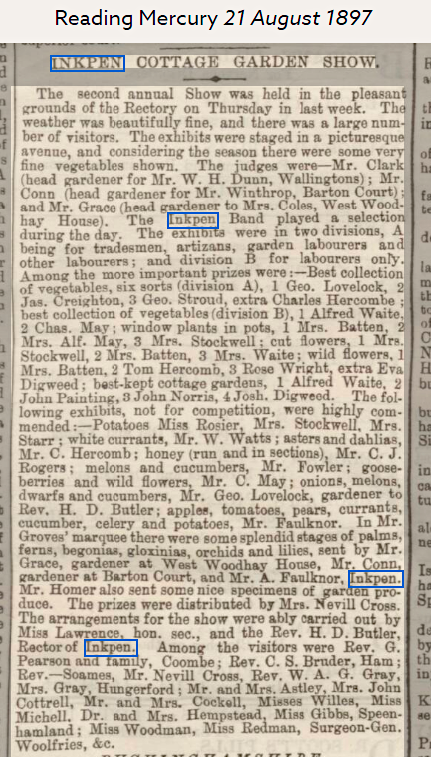 Reading Mercury 21 August 1897
INKPEN COTTAGE GARDEN SHOW.
The second annual Show was held in the pleasant
grounds of the Rectory on Thursday in last week. The
weather was beautifully fine, and there was a large num-
ber of visitors. The exhibits were staged in a picturesque
avenue, and considering the season there were some very
fine vegetables shown. The judges were—Mr. Clark
(head gardener for Mr. W. H. Dunn, Wallingtons); Mr.
Conn (head gardener for Mr. Winthrop, Barton Court);
and Mr. Grace (head gardener to Mrs. Coles, West Wood-
hay House). The Inkpen Band played a selection
during the day. The exhibits were in two divisions, A
being for tradesmen, artizans, garden labourers and
other labourers; and division B for labourers only.
Among the more important prizes were:—Best collection
of vegetables, six sorts (division A), 1 Geo. Lovelock, 2
Jas. Creighton, 3 Geo. Stroud, extra Charles Hercombe;
best collection of vegetables (division B), 1 Alfred Waite,
2 Chas. May; window plants in pots, 1 Mrs. Batten, 2
Mrs. Alf. May, 3 Mrs. Stockwell; cut flowers, 1 Mrs.
Stockwell, 2 Mrs. Batten, 3 Mrs. Waite; wild flowers, 1
Mrs. Batten, 2 Tom Hercomb, 3 Rose Wright, extra Eva
Digweed; best-kept cottage gardens, 1 Alfred Waite, 2
John Painting, 3 John Norris, 4 Josh. Digweed. The fol-
lowing exhibits, not for competition, were highly com-
mended:—Potatoes Miss Rosier, Mrs. Stockwell, Mrs.
Starr; white currants, Mr. W. Watts; asters and dahlias,
Mr. C. Hercomb; honey (run and in sections), Mr. C. J.
Rogers; melons and cucumbers, Mr. Fowler; goose-
berries and wild flowers, Mr. C. May; onions, melons,
dwarfs and cucumbers, Mr. Geo. Lovelock, gardener to
Rev. H. D. Butler; apples, tomatoes, pears, currants,
cucumber, celery and potatoes, Mr. Faulknor. In Mr.
Groves' marquee there were some splendid stages of palms,
ferns, begonias, gloxinias, orchids and lilies, sent by Mr.
Grace, gardener at West Woodhay House, Mr. Conn,
gardener at Barton Court, and Mr. A. Faulknor, Inkpen.
Mr. Homer also sent some nice specimens of garden pro-
duce. The prizes were distributed by Mrs. Nevill Cross.
The arrangements for the show were ably carried out by
Miss Lawrence, hon. sec., and the Rev. H. D. Butler,
Rector of Inkpen. Among the visitors were Rev. G.
Pearson and family, Coombe; Rev. C. S. Bruder, Ham;
Rev.—Soames, Mr. Nevill Cross, Rev. W. A. G. Gray,
Mrs. Gray, Hungerford; Mr. and Mrs. Astley, Mrs. John
Cottrell, Mr. and Mrs. Cockell, Misses Willes, Miss
Michell, Dr. and Mrs. Hempstead, Miss Gibbs, Speen-
hamland; Miss Woodman, Miss Redman, Surgeon-Gen.
Woolfries, &c.